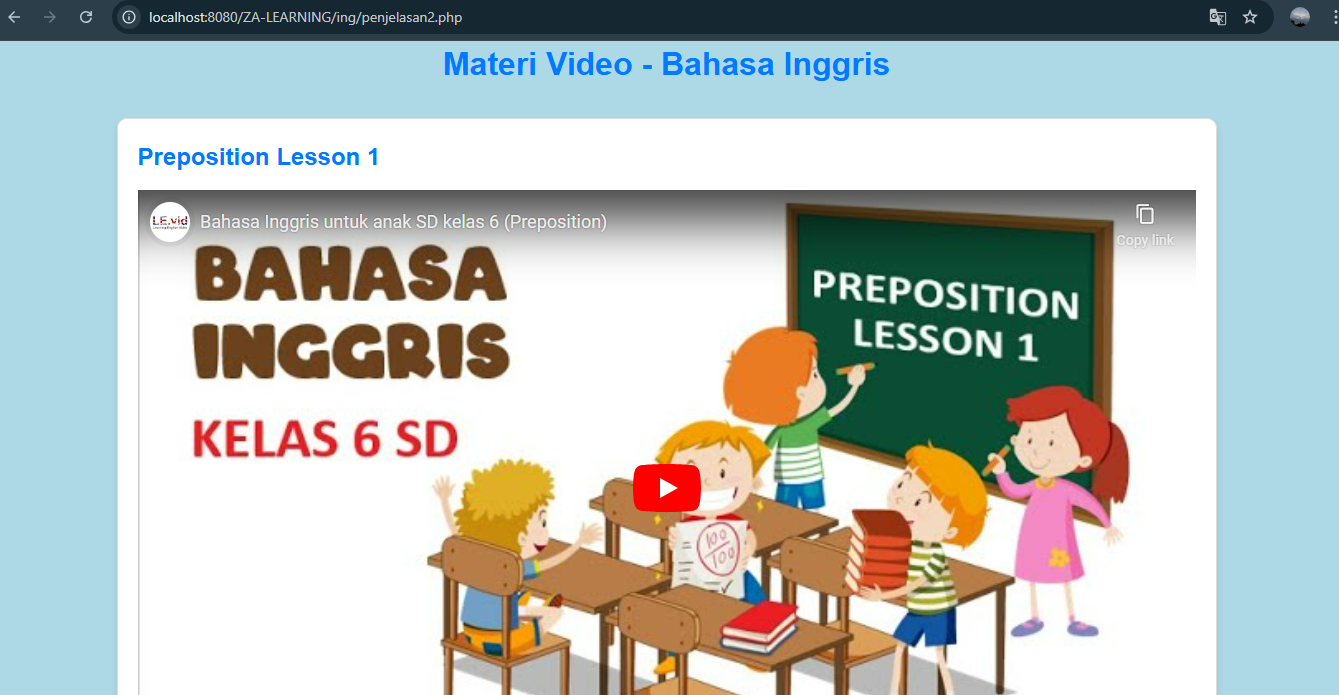 localhost:8080/ZA-LEARNING/ing/penjelasan2.php
Materi Video - Bahasa Inggris
Preposition Lesson 1
LE.vid
Bahasa Inggris untuk anak SD kelas 6 (Preposition)
Copy link
BAHASA
INGGRIS
KELAS 6 SD
PREPOSITION
LESSON 1
100
100